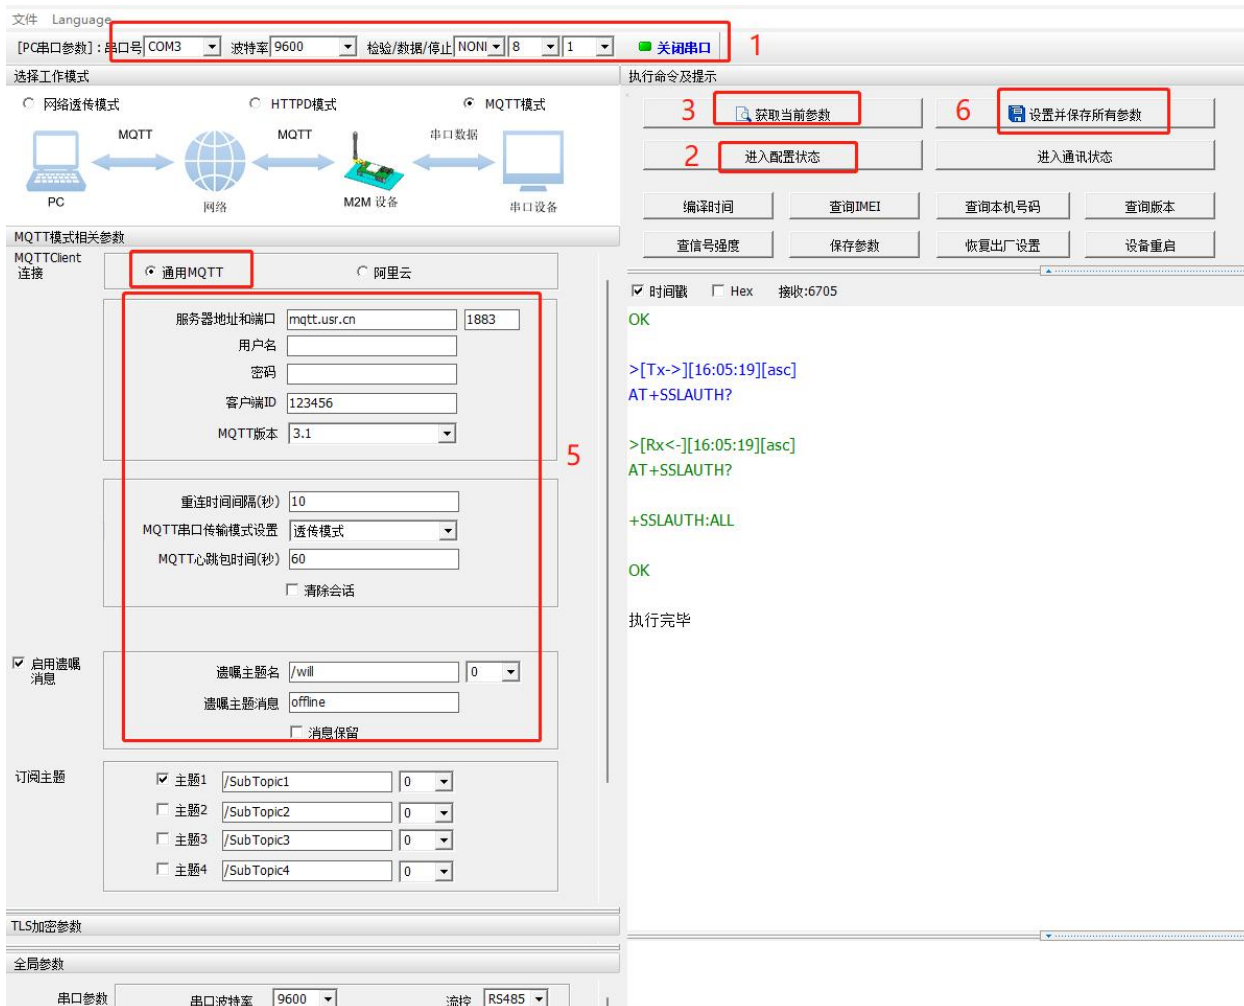 文件 Language
[PC串口参数]：串口号 COM3 波特率 9600 检验/数据/停止 NONI 8 1 关闭串口 1
选择工作模式
网络透传模式 HTTPD模式 MQTT模式
MQTT MQTT 串口数据
PC 网络 M2M 设备 串口设备
MQTT模式相关参数
MQTTClient
连接
通用MQTT 阿里云
服务器地址和端口 mqtt.usr.cn 1883
用户名
密码
客户端ID 123456
MQTT版本 3.1
5
重连时间间隔(秒) 10
MQTT串口传输模式设置 透传模式
MQTT心跳包时间(秒) 60
清除会话
启用遗嘱
消息
遗嘱主题名 /will 0
遗嘱主题消息 offline
消息保留
订阅主题
主题1 /SubTopic1 0
主题2 /SubTopic2 0
主题3 /SubTopic3 0
主题4 /SubTopic4 0
TLS加密参数
全局参数
串口参数 串口波特率 9600 流控 RS485
执行命令及提示
3 获取当前参数 6 设置并保存所有参数
2 进入配置状态 进入通讯状态
编译时间 查询IMEI 查询本机号码 查询版本
查信号强度 保存参数 恢复出厂设置 设备重启
时间戳 Hex 接收:6705
OK
>[Tx->][16:05:19][asc]
AT+SSLAUTH?
>[Rx<-][16:05:19][asc]
AT+SSLAUTH?
+SSLAUTH:ALL
OK
执行完毕